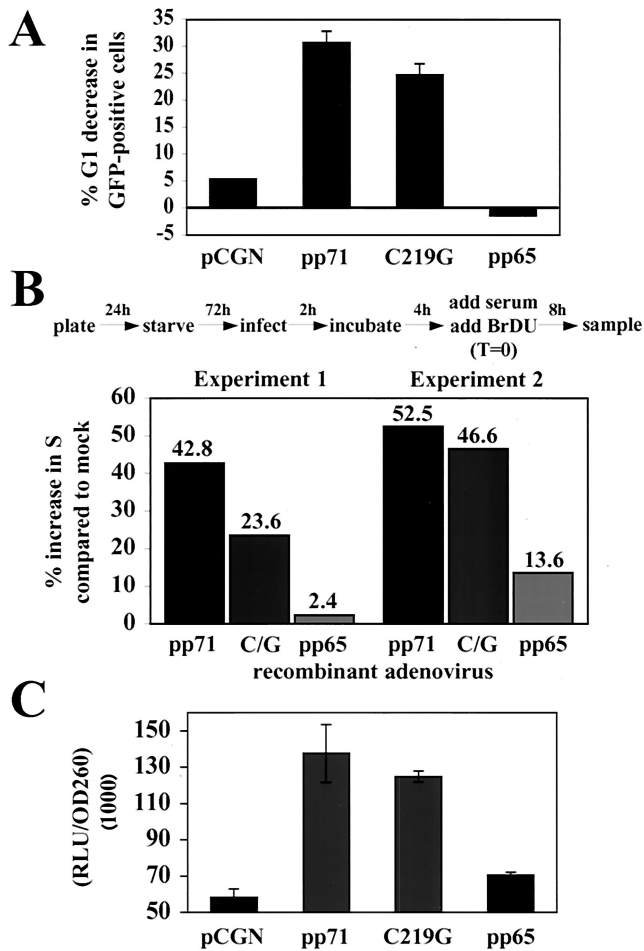 A
% G1 decrease in
GFP-positive cells
35
30
25
20
15
10
5
0
-5
pCGN pp71 C219G pp65
B
plate 24h starve 72h infect 2h incubate 4h add serum add BrDU (T=0) 8h sample
Experiment 1 Experiment 2
% increase in S
compared to mock
60
50
40
30
20
10
0
42.8 23.6 2.4 52.5 46.6 13.6
pp71 C/G pp65 pp71 C/G pp65
recombinant adenovirus
C
(RLU/OD260)
(1000)
150
130
110
90
70
50
pCGN pp71 C219G pp65